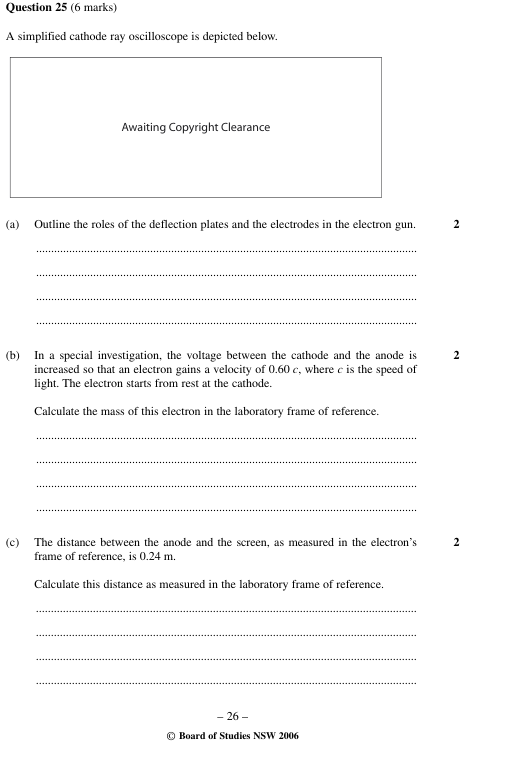 Question 25 (6 marks)
A simplified cathode ray oscilloscope is depicted below.
Awaiting Copyright Clearance
(a) Outline the roles of the deflection plates and the electrodes in the electron gun. 2
(b) In a special investigation, the voltage between the cathode and the anode is 2
increased so that an electron gains a velocity of 0.60 c, where c is the speed of
light. The electron starts from rest at the cathode.
Calculate the mass of this electron in the laboratory frame of reference.
(c) The distance between the anode and the screen, as measured in the electron's 2
frame of reference, is 0.24 m.
Calculate this distance as measured in the laboratory frame of reference.
– 26 –
© Board of Studies NSW 2006